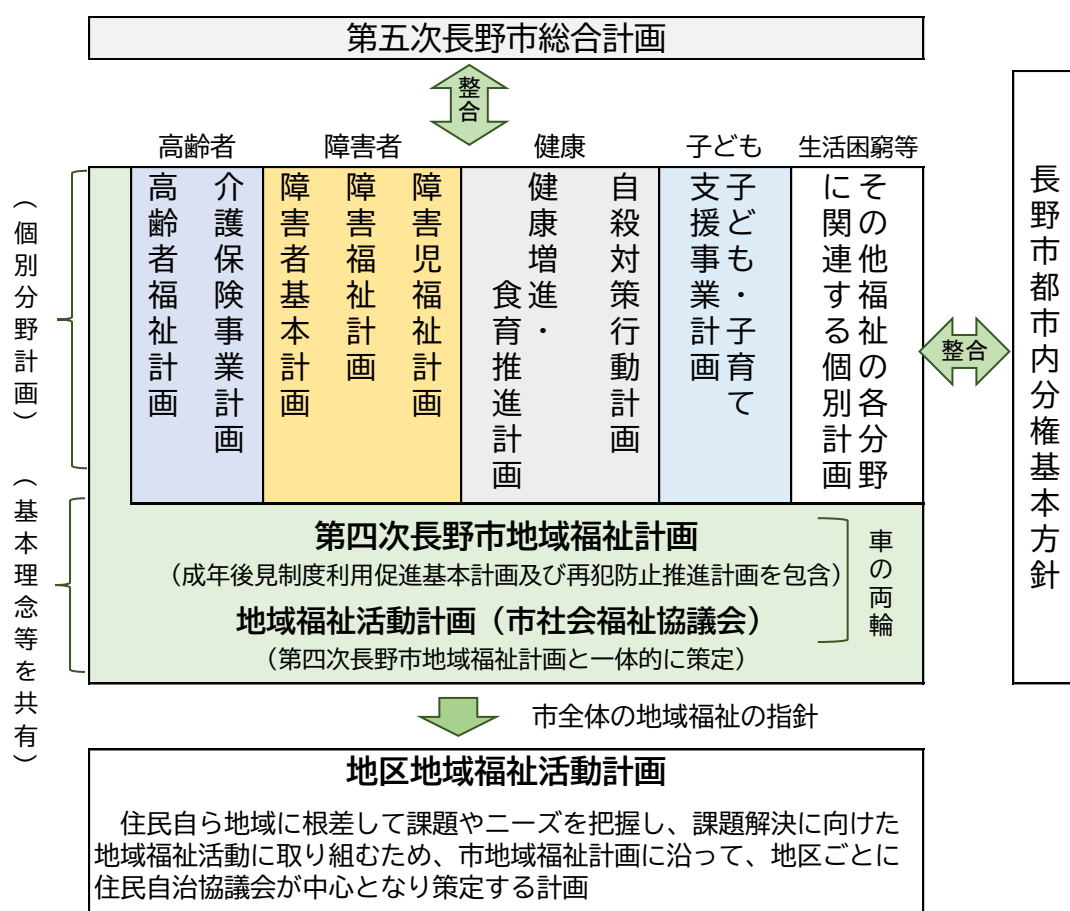 第五次長野市総合計画
整合
高齢者
障害者
健康
子ども
生活困窮等
(個別分野計画)
高齢者福祉計画
介護保険事業計画
障害者基本計画
障害福祉計画
障害児福祉計画
健康増進・
食育推進計画
自殺対策行動計画
子ども・子育て
支援事業計画
その他福祉の各分野
に関連する個別計画
整合
長野市都市内分権基本方針
(基本理念等を共有)
第四次長野市地域福祉計画
(成年後見制度利用促進基本計画及び再犯防止推進計画を包含)
地域福祉活動計画(市社会福祉協議会)
(第四次長野市地域福祉計画と一体的に策定)
車の両輪
市全体の地域福祉の指針
地区地域福祉活動計画
住民自ら地域に根差して課題やニーズを把握し、課題解決に向けた
地域福祉活動に取り組むため、市地域福祉計画に沿って、地区ごとに
住民自治協議会が中心となり策定する計画